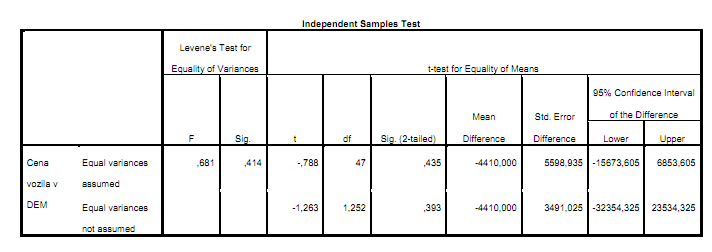 Independent Samples Test
Levene's Test for
Equality of Variances
t-test for Equality of Means
95% Confidence Interval
of the Difference
F
Sig.
t
df
Sig. (2-tailed)
Mean
Difference
Std. Error
Difference
Lower
Upper
Cena
vozila v
DEM
Equal variances
assumed
,681
,414
-,788
47
,435
-4410,000
5598,935
-15673,605
6853,605
Equal variances
not assumed
-1,263
1,252
,393
-4410,000
3491,025
-32354,325
23534,325